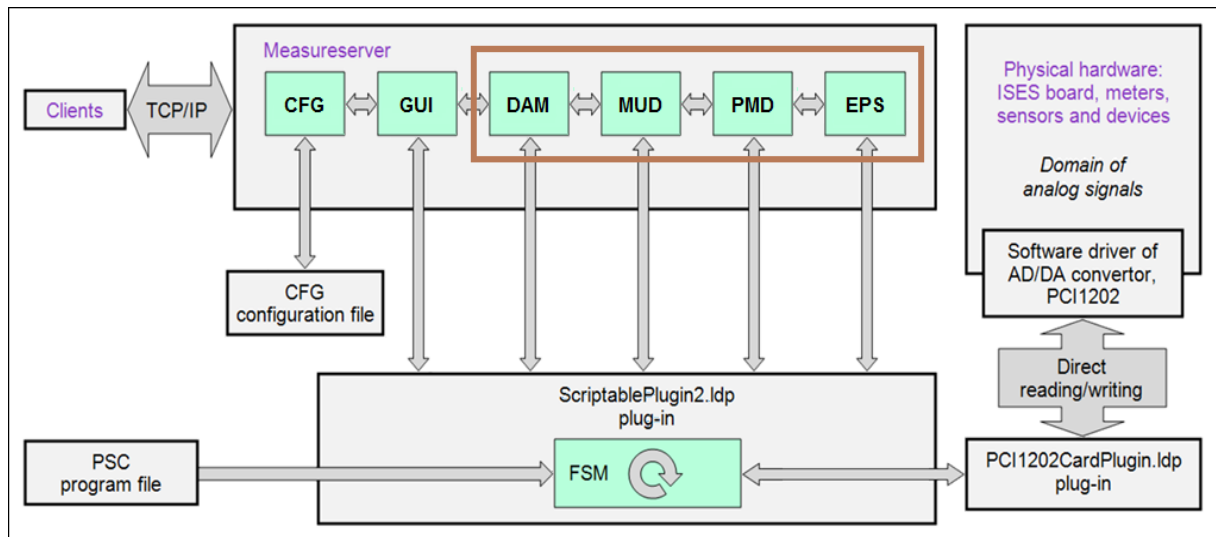 Measureserver
Clients
TCP/IP
CFG
GUI
DAM
MUD
PMD
EPS
Physical hardware:
ISES board, meters,
sensors and devices
Domain of
analog signals
Software driver of
AD/DA convertor,
PCI1202
CFG
configuration file
Direct
reading/writing
ScriptablePlugin2.ldp
plug-in
PSC
program file
FSM
PCI1202CardPlugin.ldp
plug-in